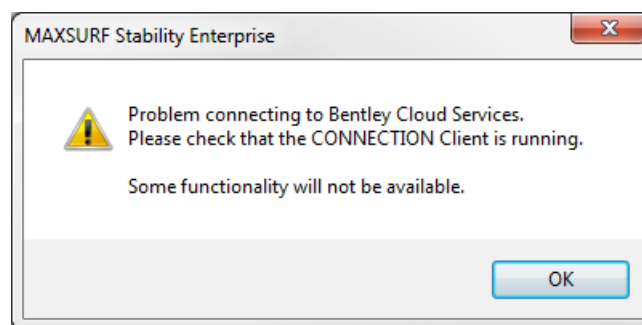 MAXSURF Stability Enterprise
Problem connecting to Bentley Cloud Services.
Please check that the CONNECTION Client is running.
Some functionality will not be available.
OK